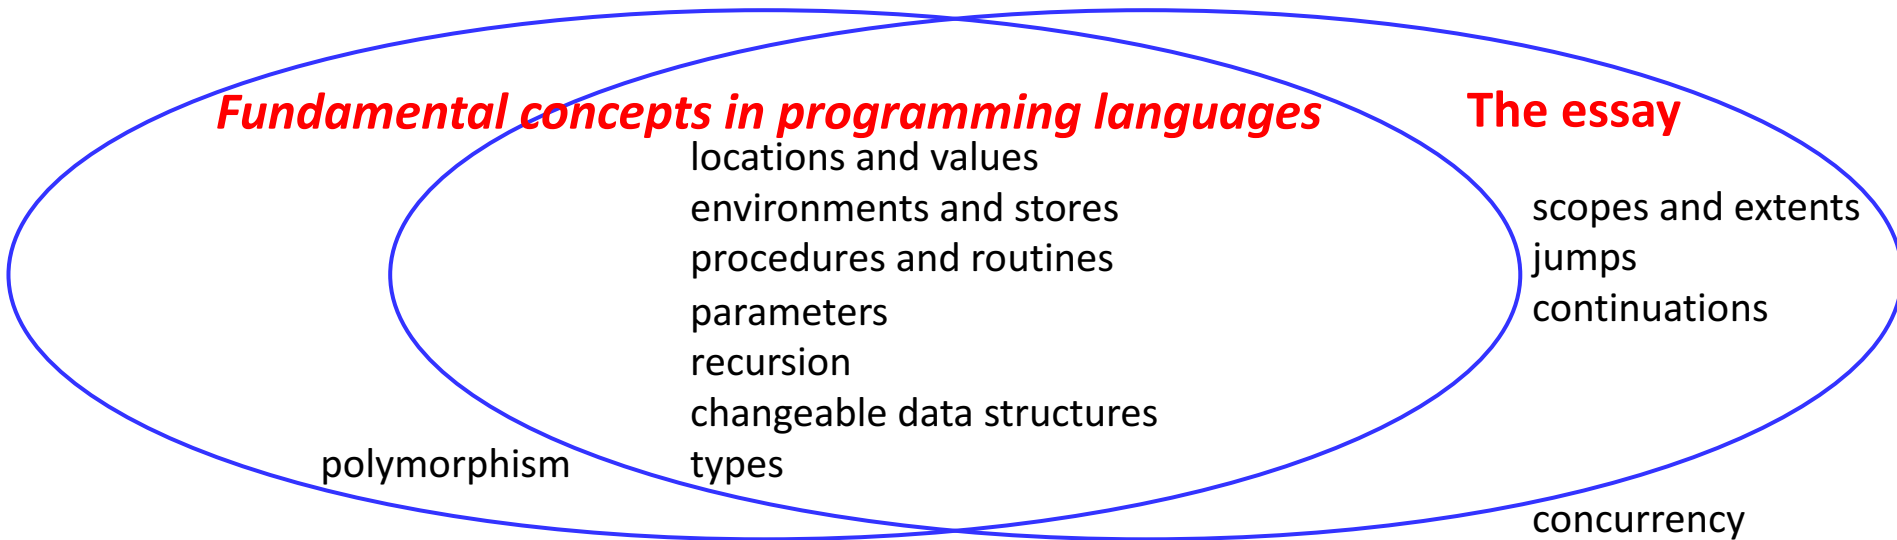 Fundamental concepts in programming languages
The essay
locations and values
environments and stores
scopes and extents
procedures and routines
jumps
parameters
continuations
recursion
changeable data structures
polymorphism
types
concurrency